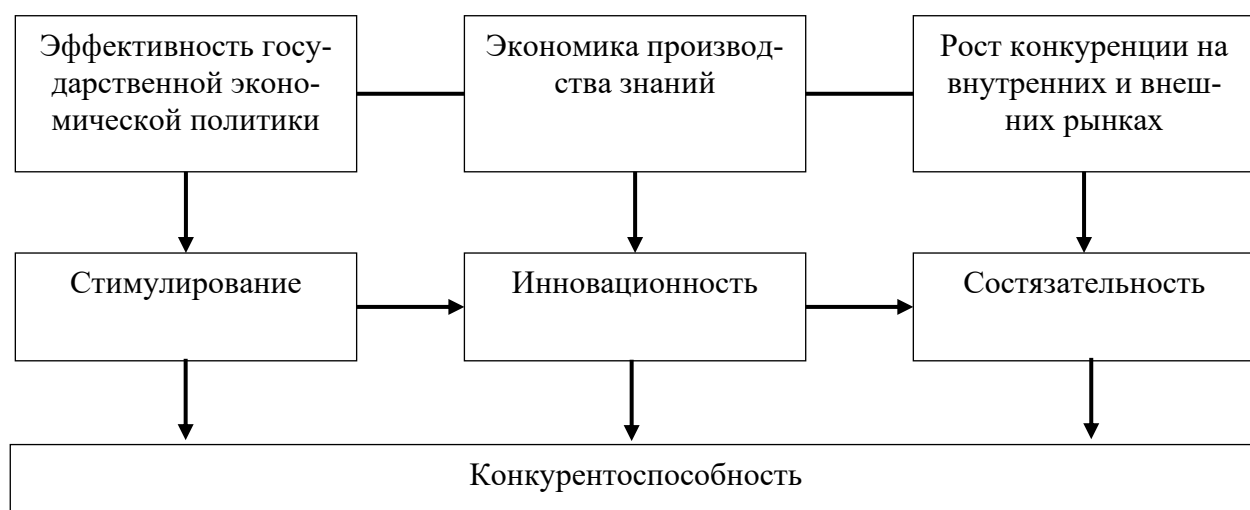 Эффективность госу-
дарственной эконо-
мической политики
Экономика производ-
ства знаний
Рост конкуренции на
внутренних и внеш-
них рынках
Стимулирование
Инновационность
Состязательность
Конкурентоспособность